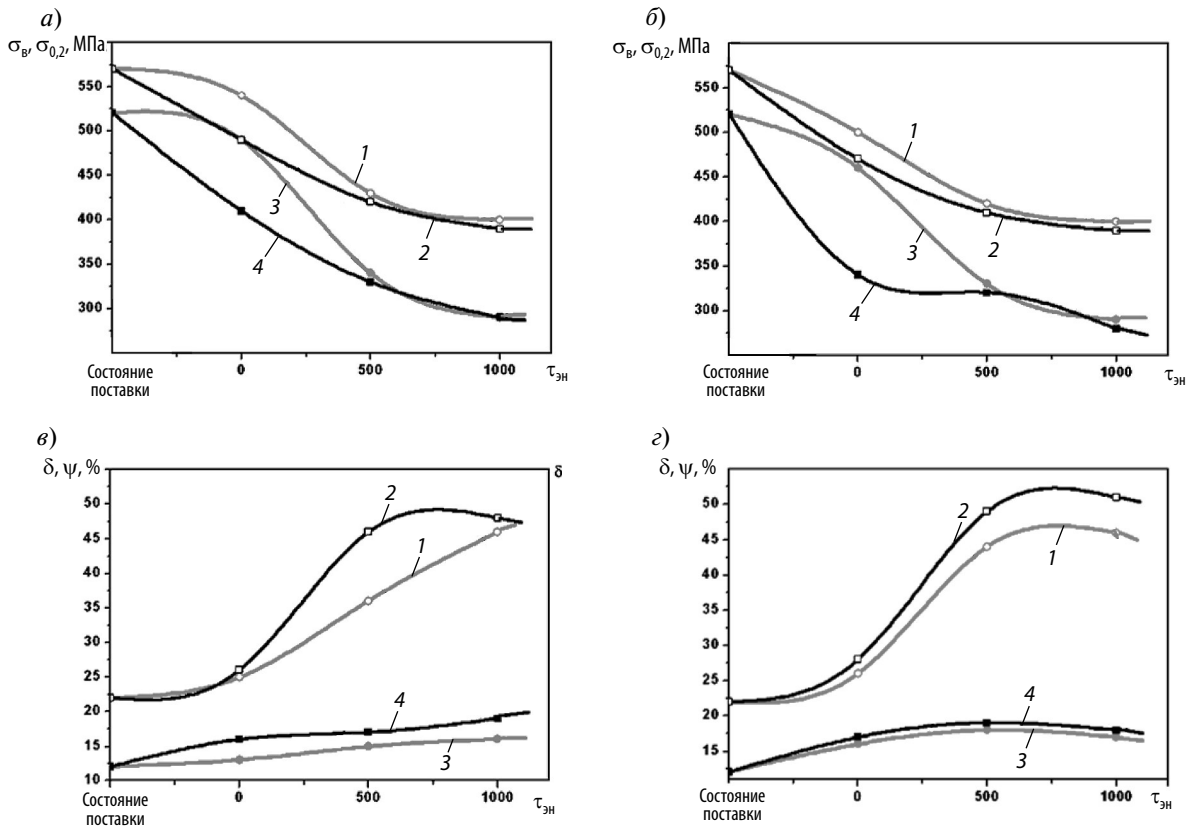 а)
σв, σ0,2, МПа
550
500
450
400
350
300
1
2
3
4
Состояние
поставки
0
500
1000
τэн
б)
σв, σ0,2, МПа
550
500
450
400
350
300
1
2
3
4
Состояние
поставки
0
500
1000
τэн
в)
δ, ψ, %
δ
50
45
40
35
30
25
20
15
10
2
1
4
3
Состояние
поставки
0
500
1000
τэн
г)
δ, ψ, %
50
45
40
35
30
25
20
15
10
2
1
4
3
Состояние
поставки
0
500
1000
τэн